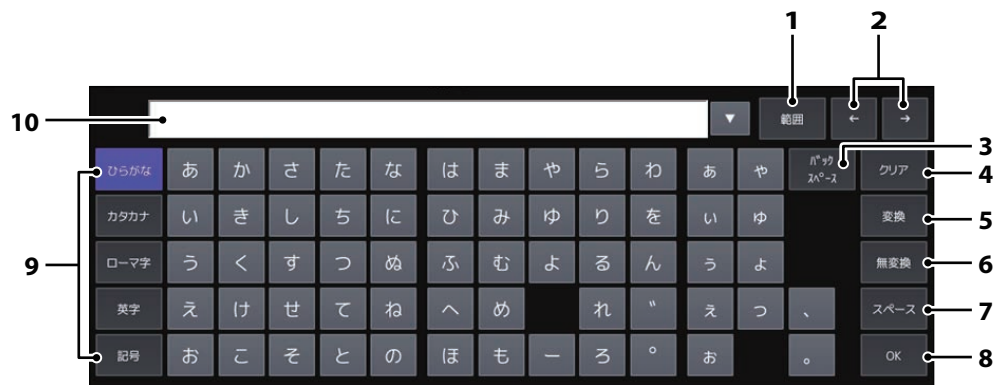 1 2
10 ▼ 範囲 ← →
3
ひらがな あ か さ た な は ま や ら わ ぁ ゃ バックスペース クリア 4
カタカナ い き し ち に ひ み ゆ り を ぃ ゅ 変換 5
9 ローマ字 う く す つ ぬ ふ む よ る ん ぅ ょ 無変換 6
英字 え け せ て ね へ め れ ゛ ぇ っ 、 スペース 7
記号 お こ そ と の ほ も ー ろ ゜ ぉ 。 OK 8